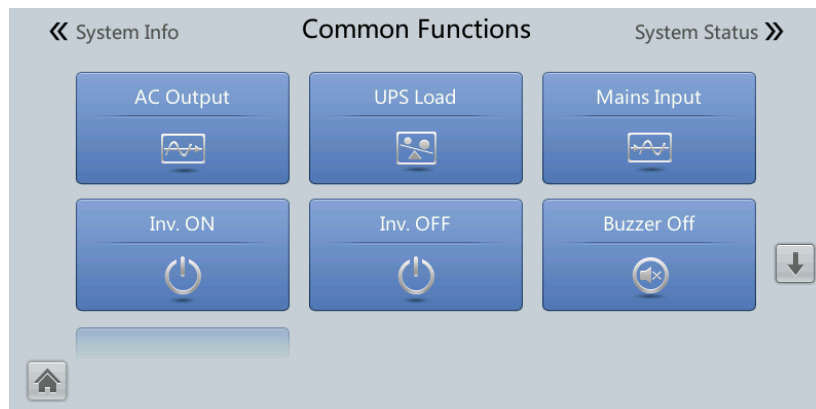 System Info
Common Functions
System Status
AC Output
UPS Load
Mains Input
Inv. ON
Inv. OFF
Buzzer Off